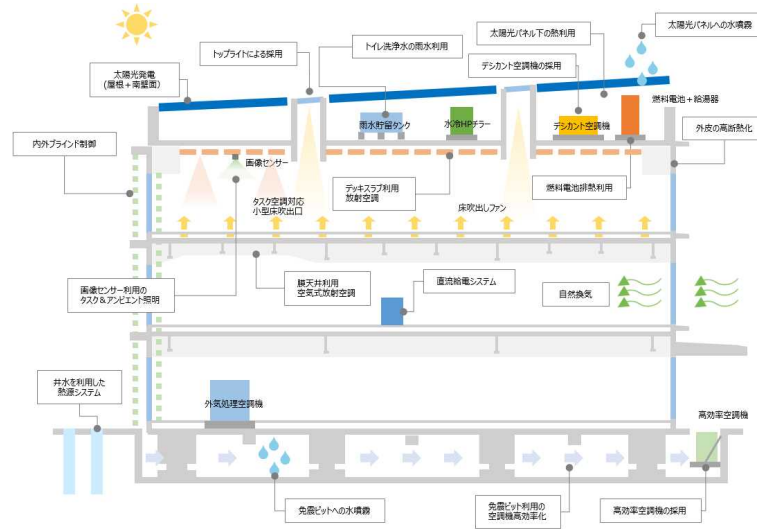 太陽光パネル下の熱利用
太陽光パネルへの水噴霧
トイレ洗浄水の雨水利用
トップライトによる採用
デシカント空調機の採用
太陽光発電
(屋根+南壁面)
燃料電池+給湯器
雨水貯留タンク
水冷HPチラー
デシカント空調機
外皮の高断熱化
内外ブラインド制御
画像センサー
タスク空調対応
小型床吹出口
デッキスラブ利用
放射空調
床吹出しファン
燃料電池排熱利用
画像センサー利用の
タスク&アンビエント照明
膜天井利用
空気式放射空調
直流給電システム
自然換気
井水を利用した
熱源システム
外気処理空調機
高効率空調機
免震ピットへの水噴霧
免震ピット利用の
空調機高効率化
高効率空調機の採用